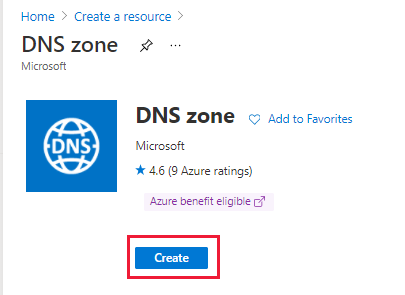 Home > Create a resource >
DNS zone ...
Microsoft
DNS
DNS zone Add to Favorites
Microsoft
4.6 (9 Azure ratings)
Azure benefit eligible
Create